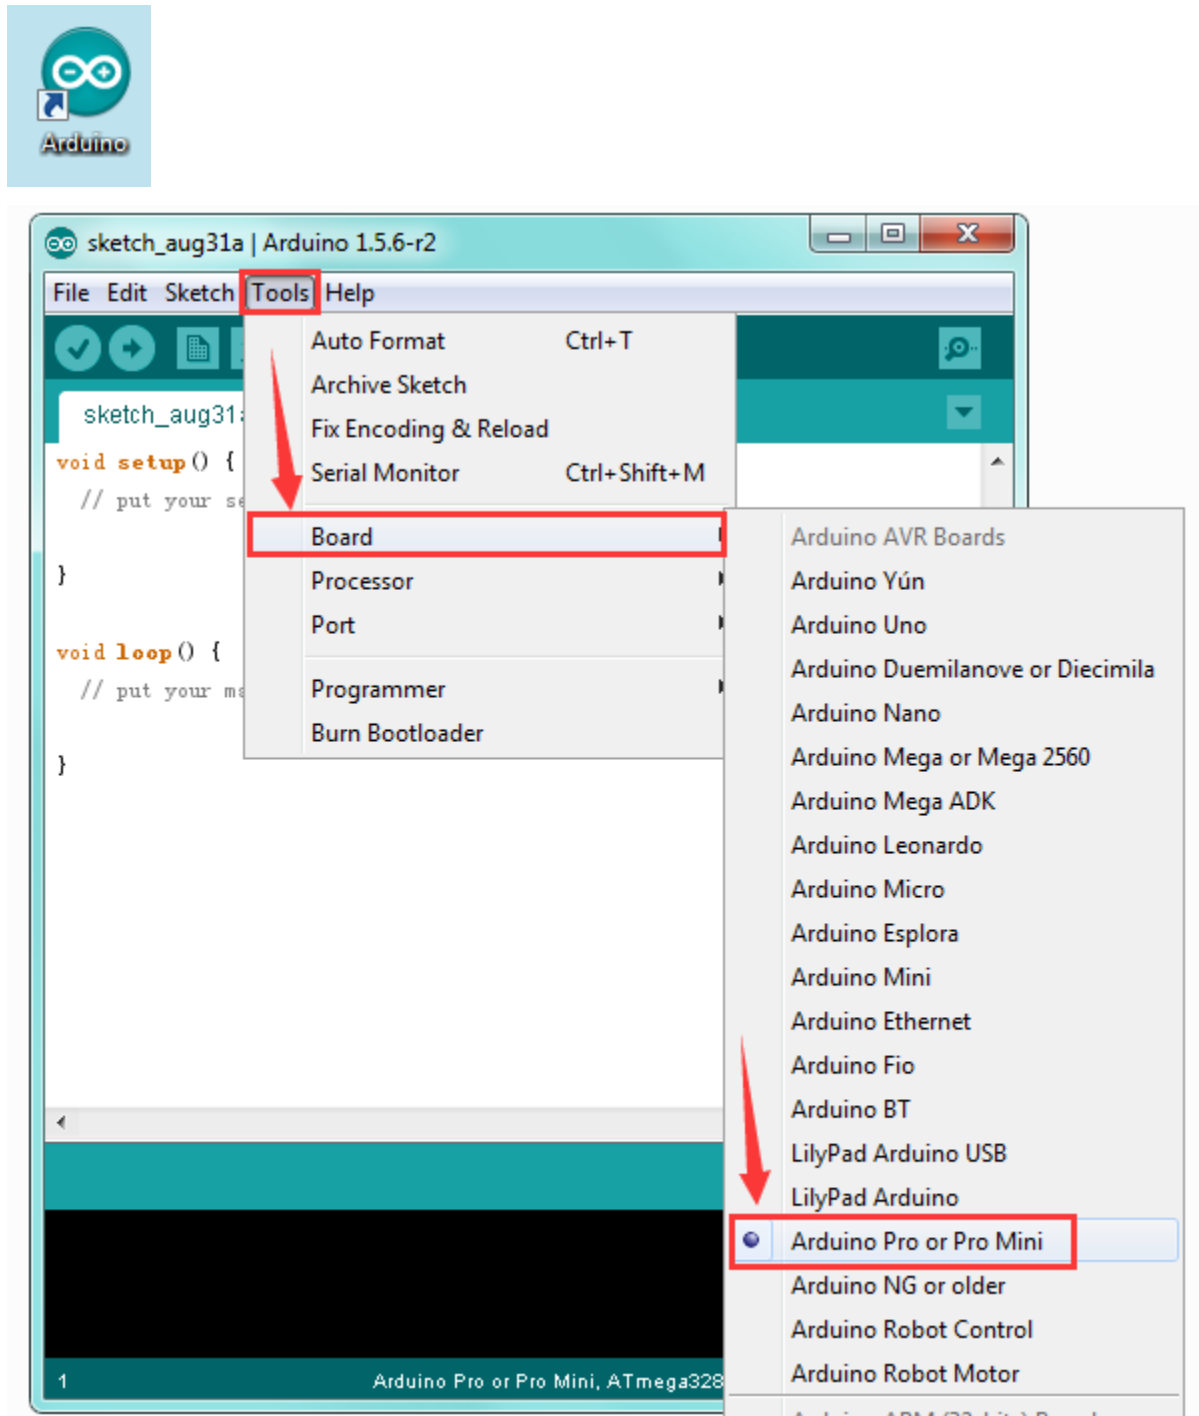 Arduino
sketch_aug31a | Arduino 1.5.6-r2
File Edit Sketch Tools Help
Auto Format Ctrl+T
Archive Sketch
sketch_aug31a
Fix Encoding & Reload
void setup() {
Serial Monitor Ctrl+Shift+M
// put your se
Board
}
Processor
Port
void loop() {
// put your ma
Programmer
Burn Bootloader
}
Arduino AVR Boards
Arduino Yún
Arduino Uno
Arduino Duemilanove or Diecimila
Arduino Nano
Arduino Mega or Mega 2560
Arduino Mega ADK
Arduino Leonardo
Arduino Micro
Arduino Esplora
Arduino Mini
Arduino Ethernet
Arduino Fio
Arduino BT
LilyPad Arduino USB
LilyPad Arduino
Arduino Pro or Pro Mini
Arduino NG or older
Arduino Robot Control
Arduino Robot Motor
1 Arduino Pro or Pro Mini, ATmega328